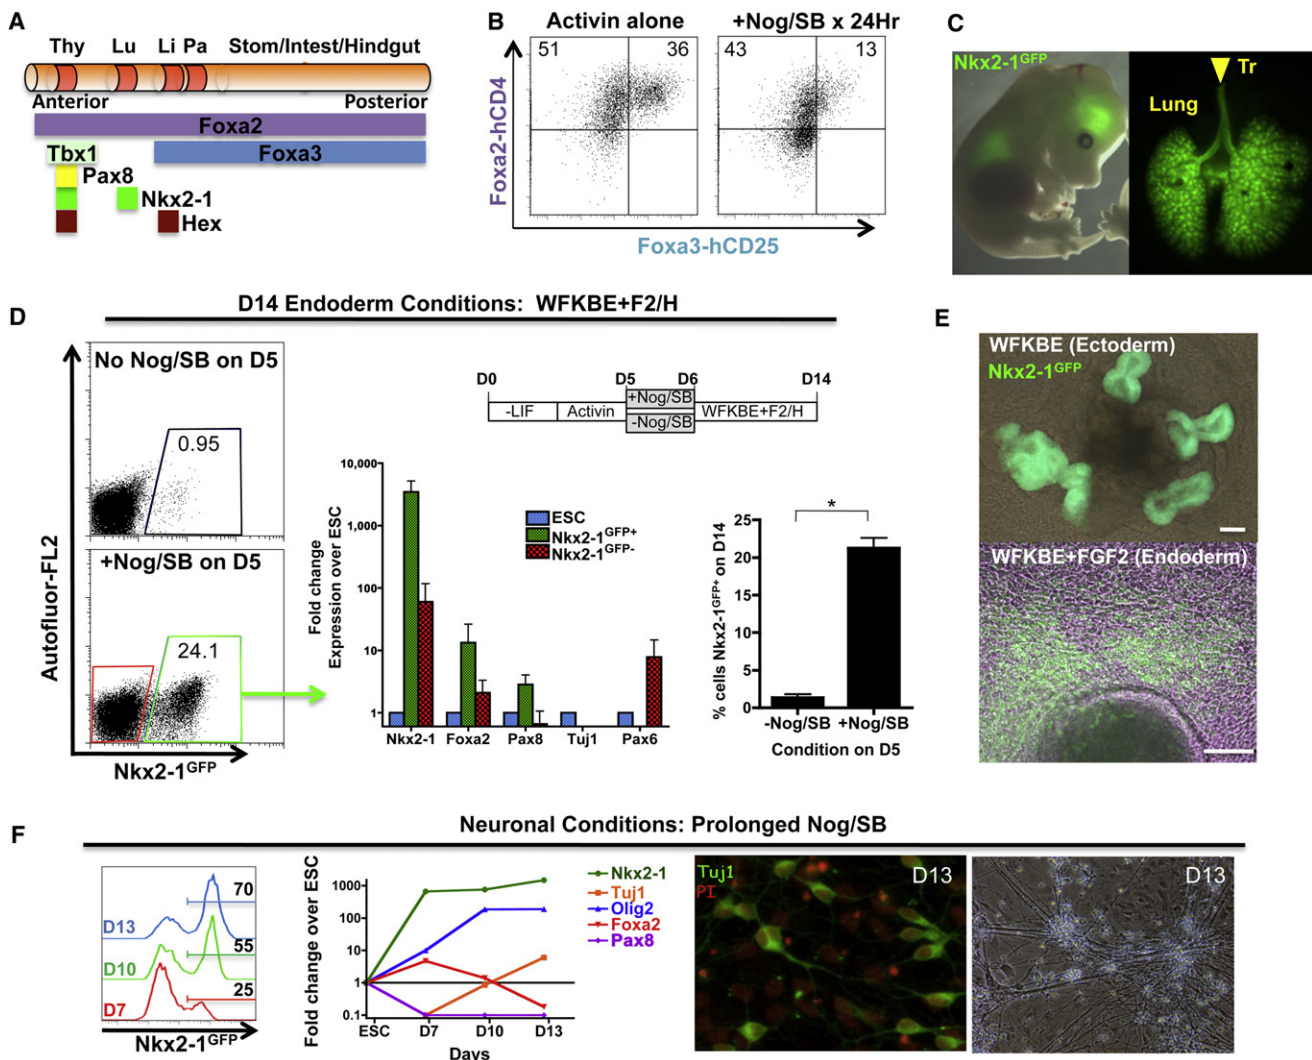 A
Thy Lu Li Pa Stom/Intest/Hindgut
Anterior Posterior
Foxa2
Tbx1 Foxa3
Pax8
Nkx2-1
Hex
B
Activin alone +Nog/SB x 24Hr
51 36 43 13
Foxa2-hCD4
Foxa3-hCD25
C
Nkx2-1GFP
Tr
Lung
D
D14 Endoderm Conditions: WFKBE+F2/H
No Nog/SB on D5
0.95
+Nog/SB on D5
24.1
Autofluor-FL2
Nkx2-1GFP
D0 D5 D6 D14
-LIF Activin +Nog/SB WFKBE+F2/H
-Nog/SB
Fold change
Expression over ESC
10,000
1,000
100
10
1
ESC
Nkx2-1GFP+
Nkx2-1GFP-
Nkx2-1 Foxa2 Pax8 Tuj1 Pax6
% cells Nkx2-1GFP+ on D14
*
25
20
15
10
5
0
-Nog/SB +Nog/SB
Condition on D5
E
WFKBE (Ectoderm)
Nkx2-1GFP
WFKBE+FGF2 (Endoderm)
F
Neuronal Conditions: Prolonged Nog/SB
70
D13
55
D10
25
D7
Nkx2-1GFP
Fold change over ESC
1000
100
10
1
0.1
ESC D7 D10 D13
Days
Nkx2-1
Tuj1
Olig2
Foxa2
Pax8
Tuj1
PI
D13
D13